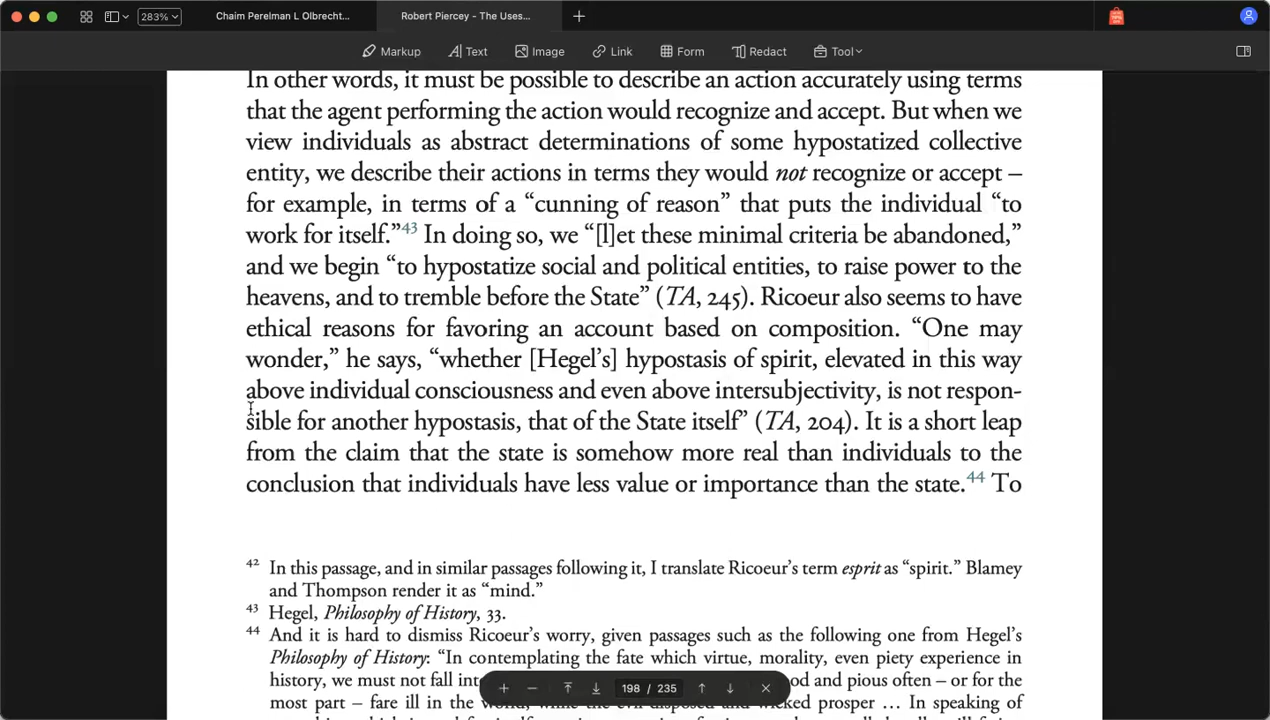 283%
Chaim Perelman L Olbrecht...
Robert Piercey - The Uses...
Markup
Text
Image
Link
Form
Redact
Tool
In other words, it must be possible to describe an action accurately using terms
that the agent performing the action would recognize and accept. But when we
view individuals as abstract determinations of some hypostatized collective
entity, we describe their actions in terms they would not recognize or accept –
for example, in terms of a “cunning of reason” that puts the individual “to
work for itself.”43 In doing so, we “[l]et these minimal criteria be abandoned,”
and we begin “to hypostatize social and political entities, to raise power to the
heavens, and to tremble before the State” (TA, 245). Ricoeur also seems to have
ethical reasons for favoring an account based on composition. “One may
wonder,” he says, “whether [Hegel’s] hypostasis of spirit, elevated in this way
above individual consciousness and even above intersubjectivity, is not respon-
sible for another hypostasis, that of the State itself” (TA, 204). It is a short leap
from the claim that the state is somehow more real than individuals to the
conclusion that individuals have less value or importance than the state.44 To
42 In this passage, and in similar passages following it, I translate Ricoeur’s term esprit as “spirit.” Blamey
and Thompson render it as “mind.”
43 Hegel, Philosophy of History, 33.
44 And it is hard to dismiss Ricoeur’s worry, given passages such as the following one from Hegel’s
Philosophy of History: “In contemplating the fate which virtue, morality, even piety experience in
history, we must not fall od and pious often – or for the
most part – fare ill in the prosper … In speaking of
198 / 235